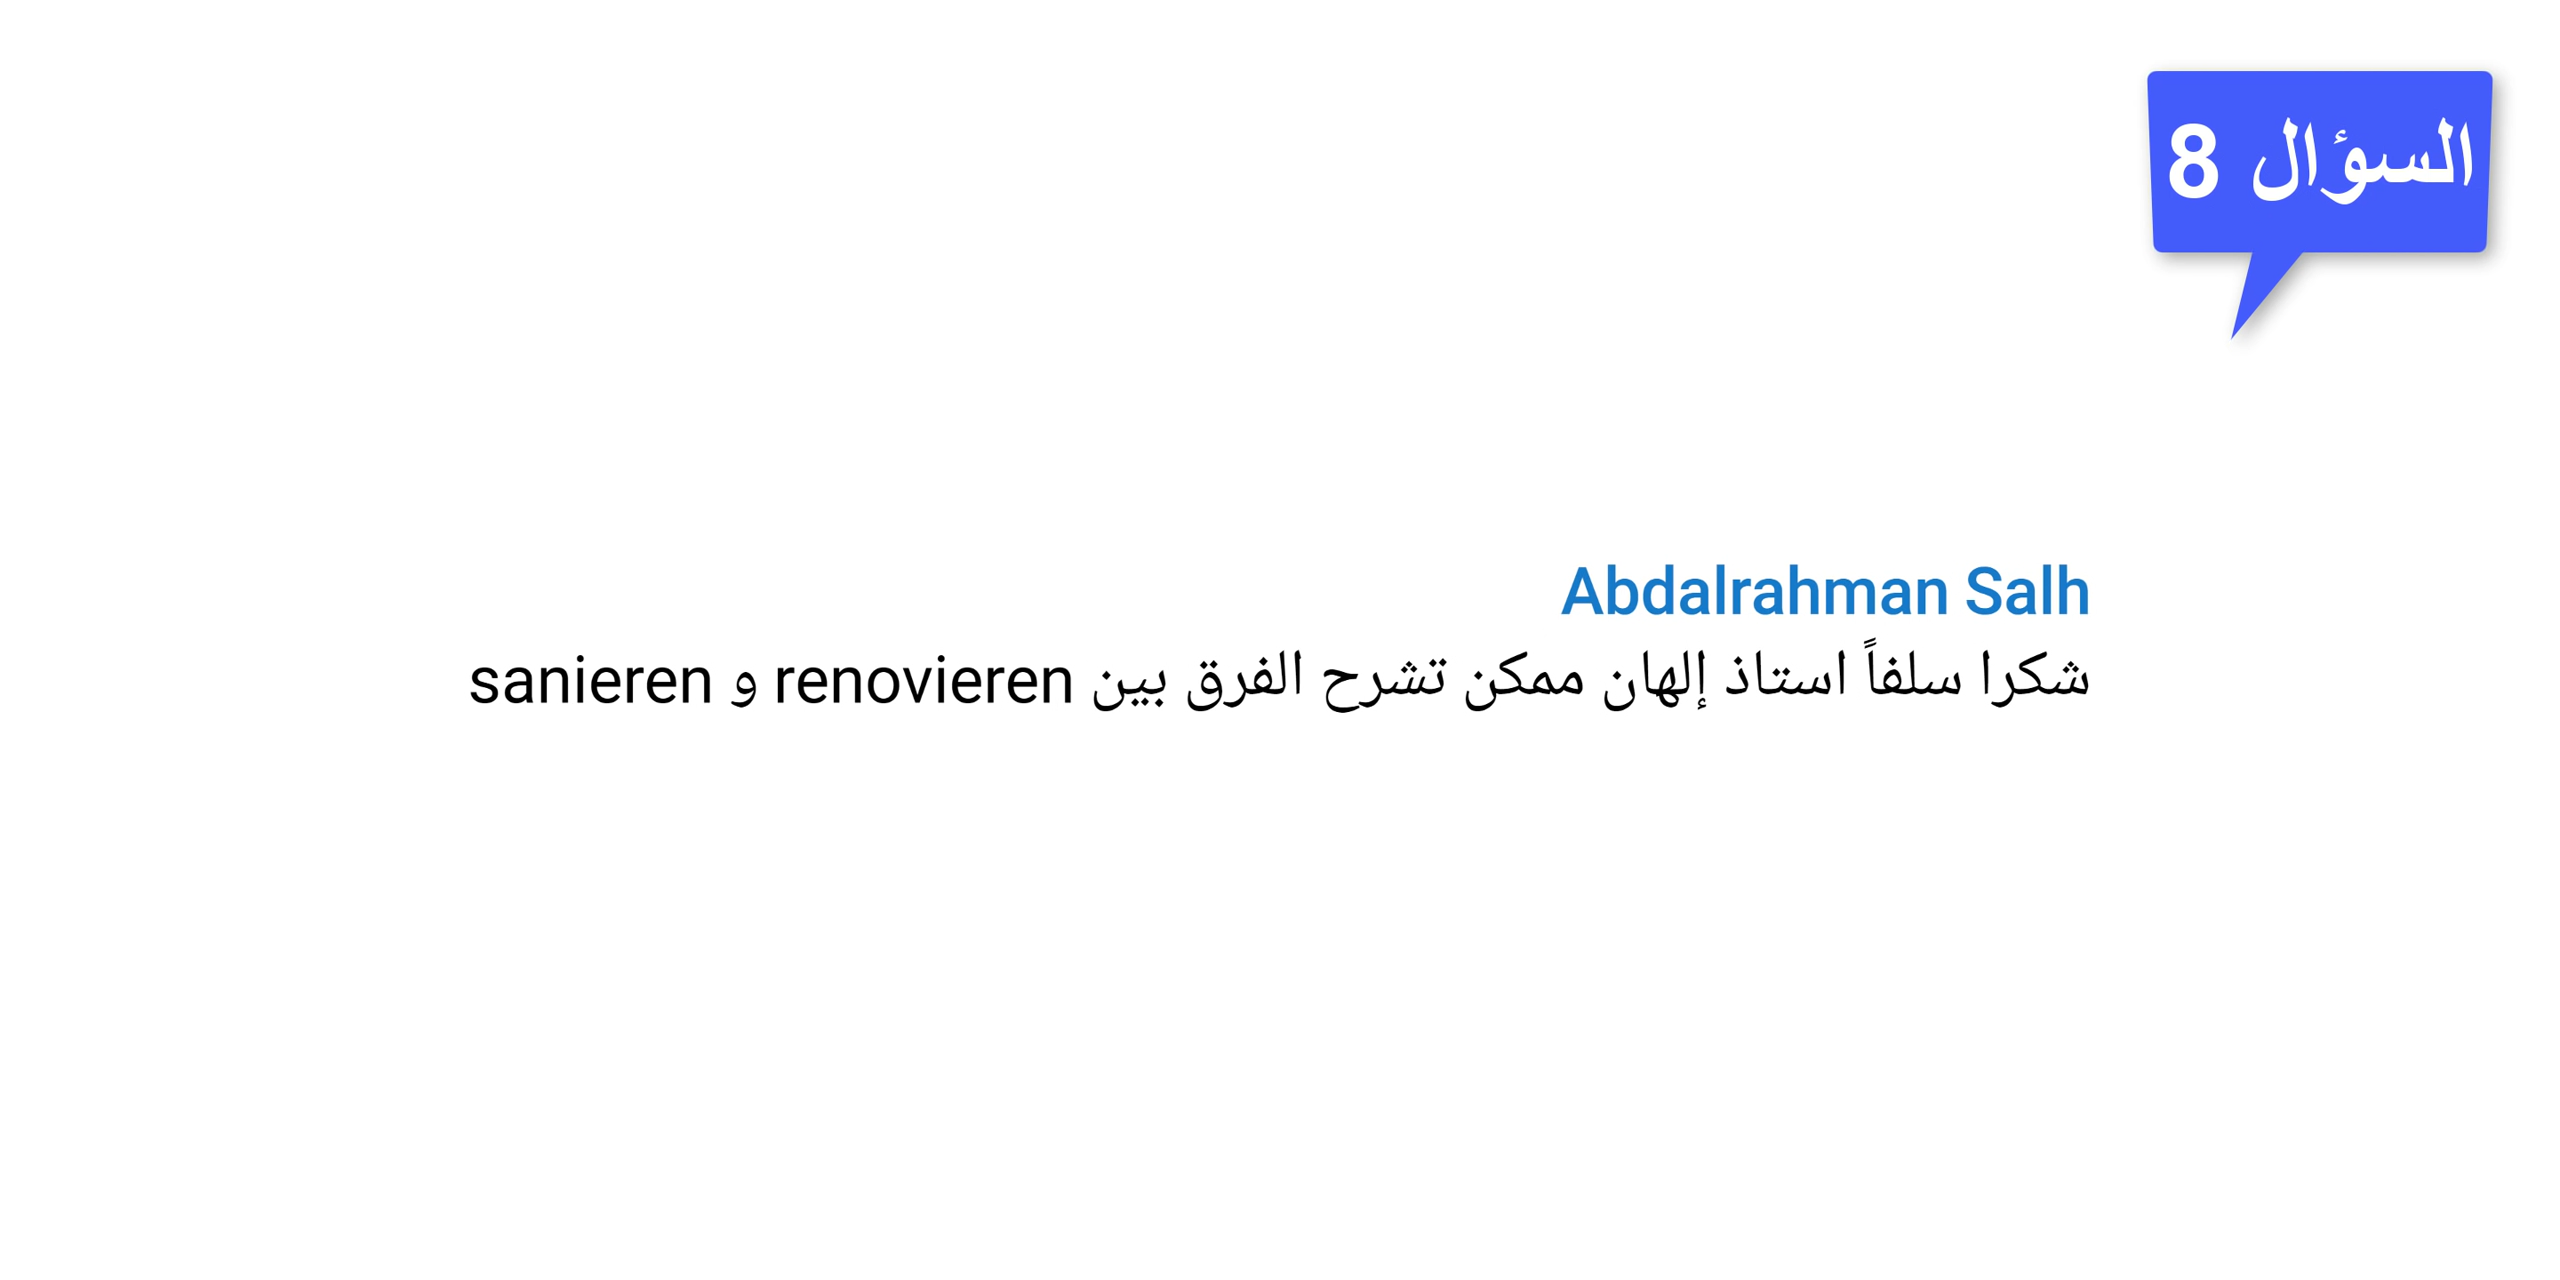 السؤال 8
Abdalrahman Salh
شكرا سلفاً استاذ إلهان ممكن تشرح الفرق بين renovieren و sanieren